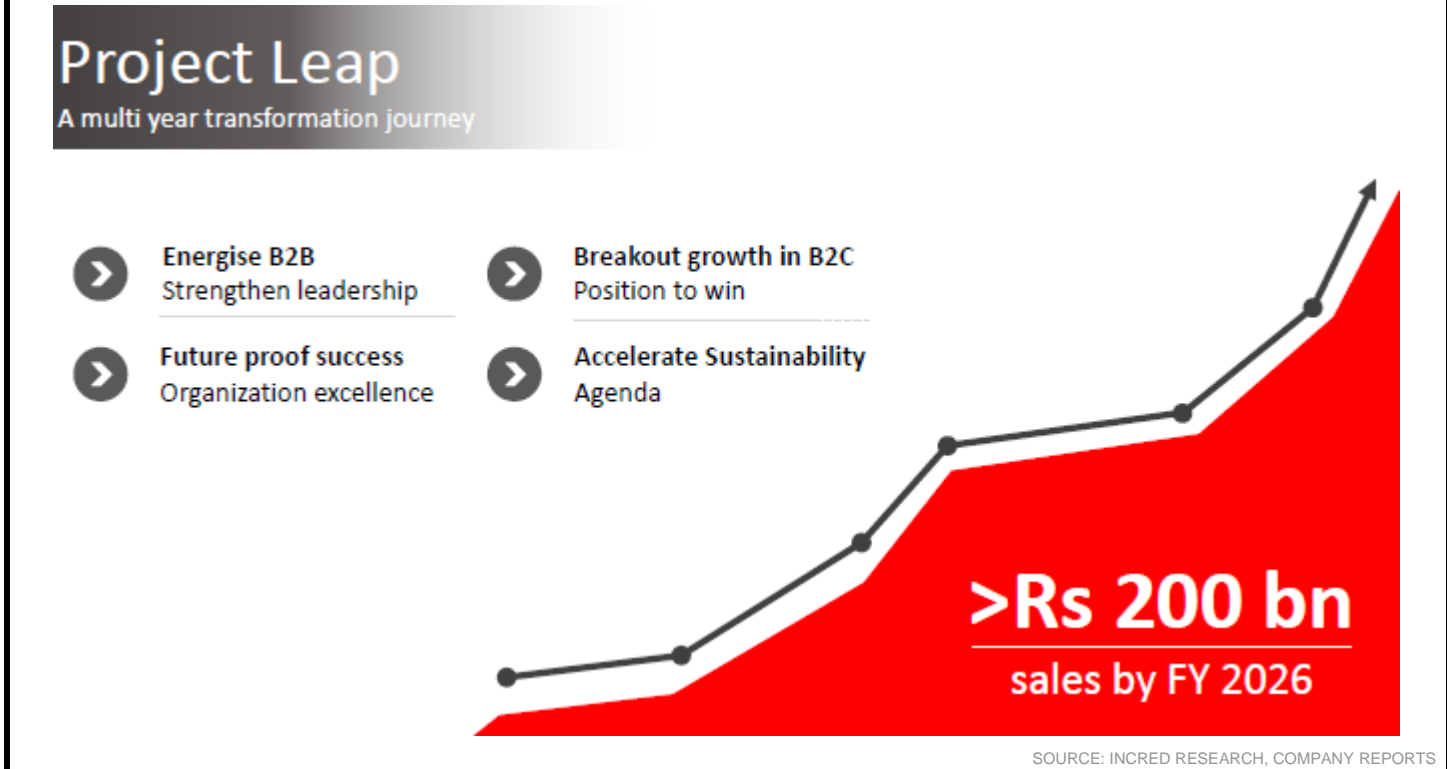 Project Leap
A multi year transformation journey
Energise B2B
Strengthen leadership
Breakout growth in B2C
Position to win
Future proof success
Organization excellence
Accelerate Sustainability
Agenda
>Rs 200 bn
sales by FY 2026
SOURCE: INCRED RESEARCH, COMPANY REPORTS